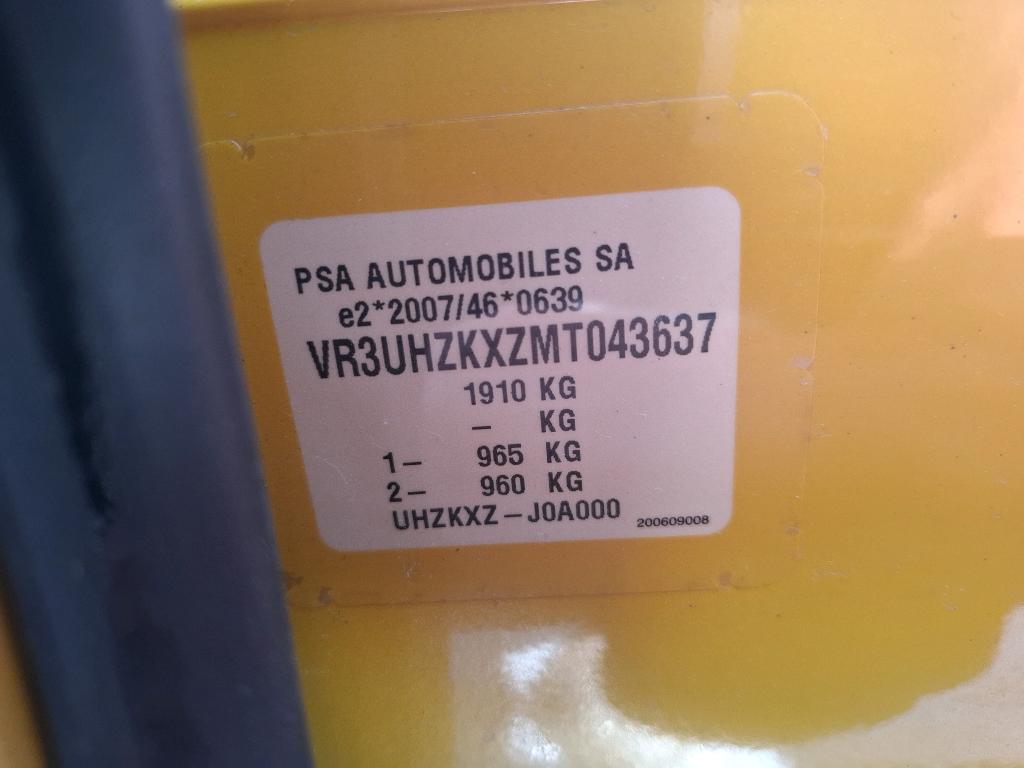 PSA AUTOMOBILES SA
e2*2007/46*0639
VR3UHZKXZMT043637
1910 KG
– KG
1– 965 KG
2– 960 KG
UHZKXZ–J0A000 200609008